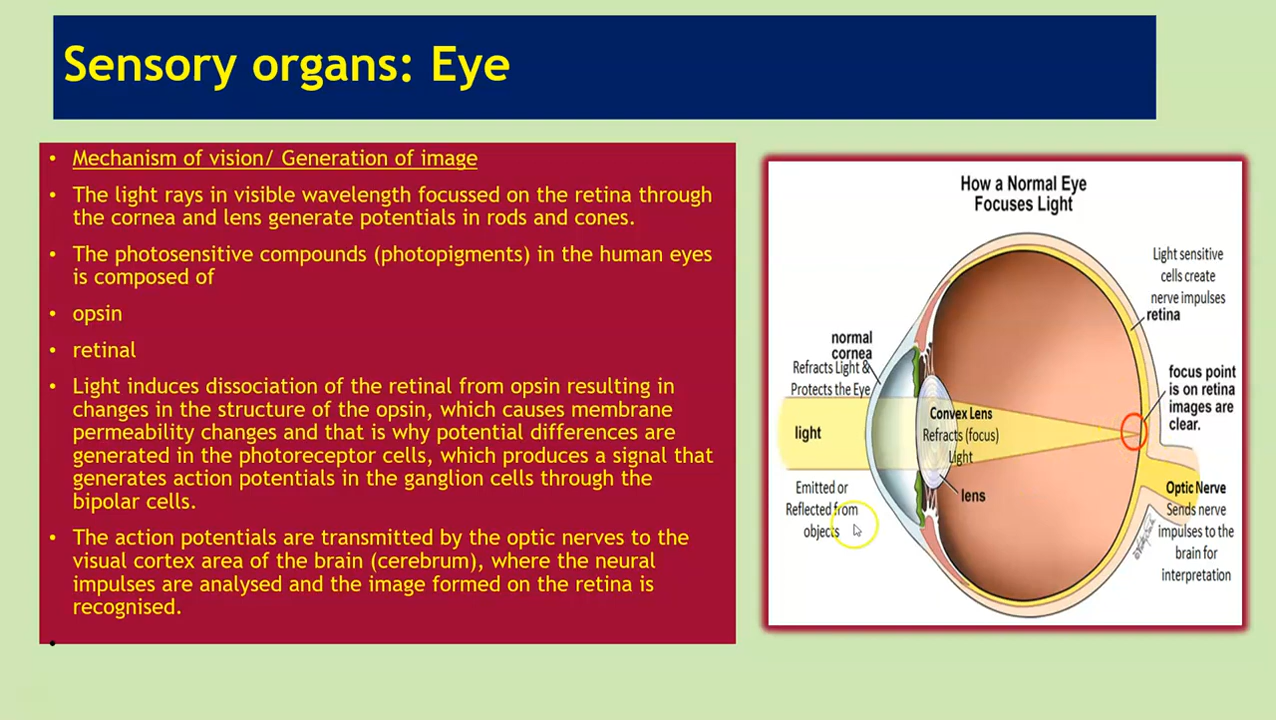 Sensory organs: Eye
• Mechanism of vision/ Generation of image
• The light rays in visible wavelength focussed on the retina through
the cornea and lens generate potentials in rods and cones.
• The photosensitive compounds (photopigments) in the human eyes
is composed of
• opsin
• retinal
• Light induces dissociation of the retinal from opsin resulting in
changes in the structure of the opsin, which causes membrane
permeability changes and that is why potential differences are
generated in the photoreceptor cells, which produces a signal that
generates action potentials in the ganglion cells through the
bipolar cells.
• The action potentials are transmitted by the optic nerves to the
visual cortex area of the brain (cerebrum), where the neural
impulses are analysed and the image formed on the retina is
recognised.
How a Normal Eye
Focuses Light
Light sensitive
cells create
nerve impulses
retina
normal
cornea
Refracts Light &
Protects the Eye
focus point
is on retina
images are
clear.
light
Convex Lens
Refracts (focus)
Light
lens
Emitted or
Reflected from
objects
Optic Nerve
Sends nerve
impulses to the
brain for
interpretation